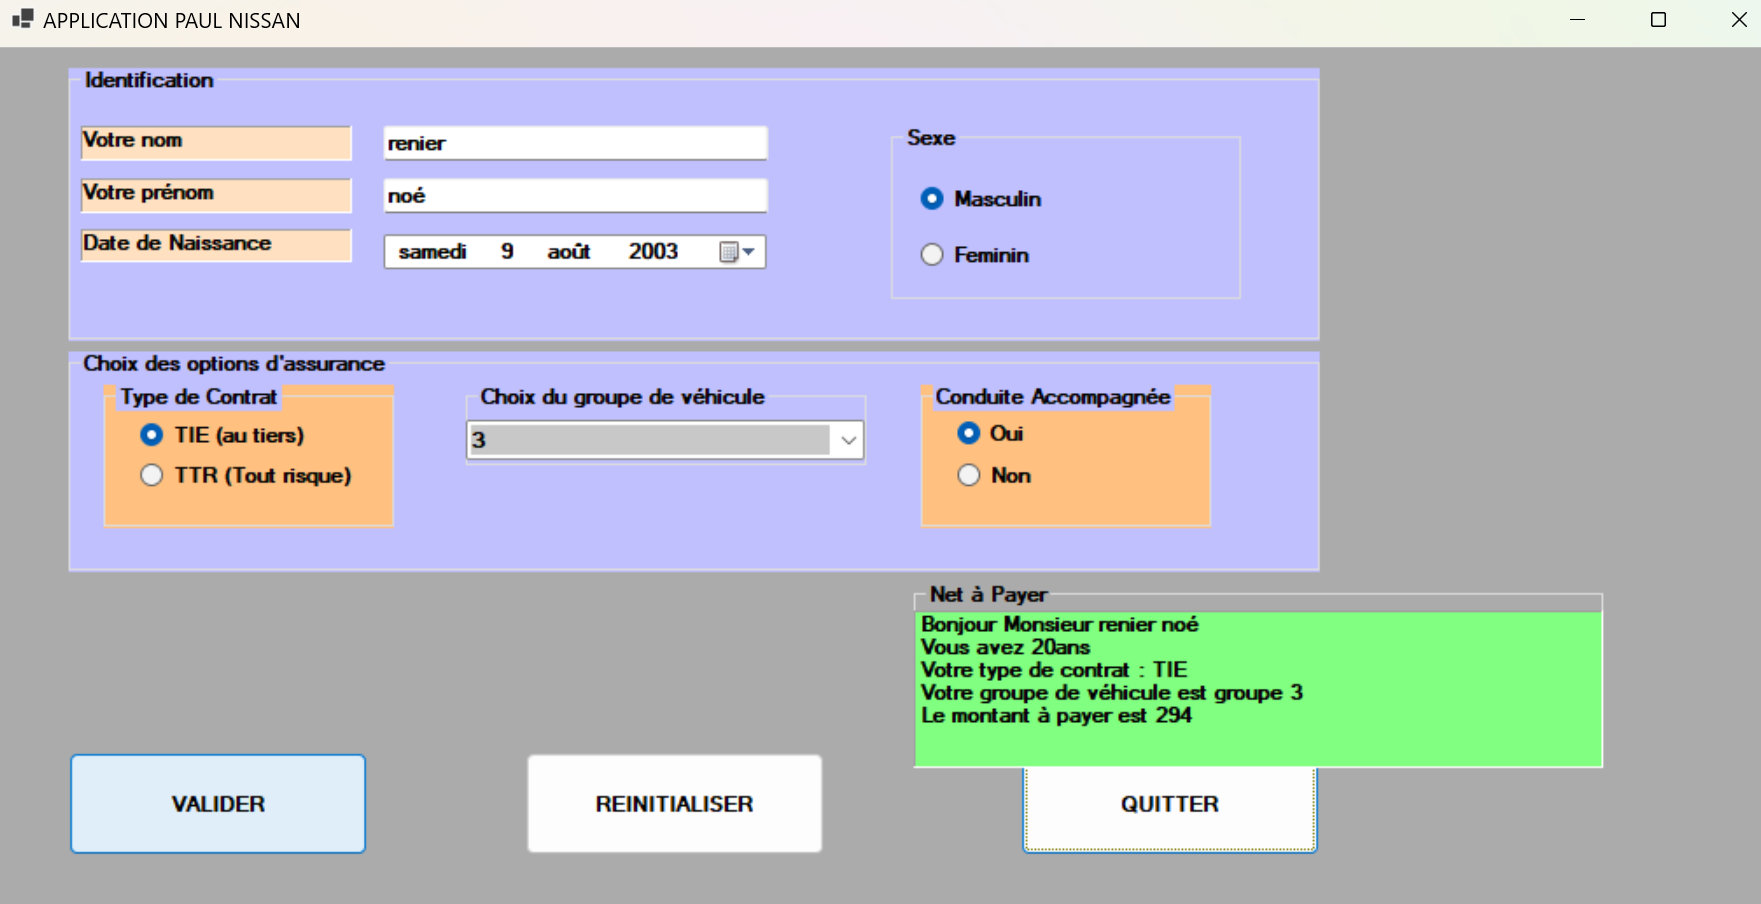 APPLICATION PAUL NISSAN
Identification
Votre nom
renier
Votre prénom
noé
Date de Naissance
samedi 9 août 2003
Sexe
Masculin
Feminin
Choix des options d'assurance
Type de Contrat
TIE (au tiers)
TTR (Tout risque)
Choix du groupe de véhicule
3
Conduite Accompagnée
Oui
Non
Net à Payer
Bonjour Monsieur renier noé
Vous avez 20ans
Votre type de contrat : TIE
Votre groupe de véhicule est groupe 3
Le montant à payer est 294
VALIDER
REINITIALISER
QUITTER